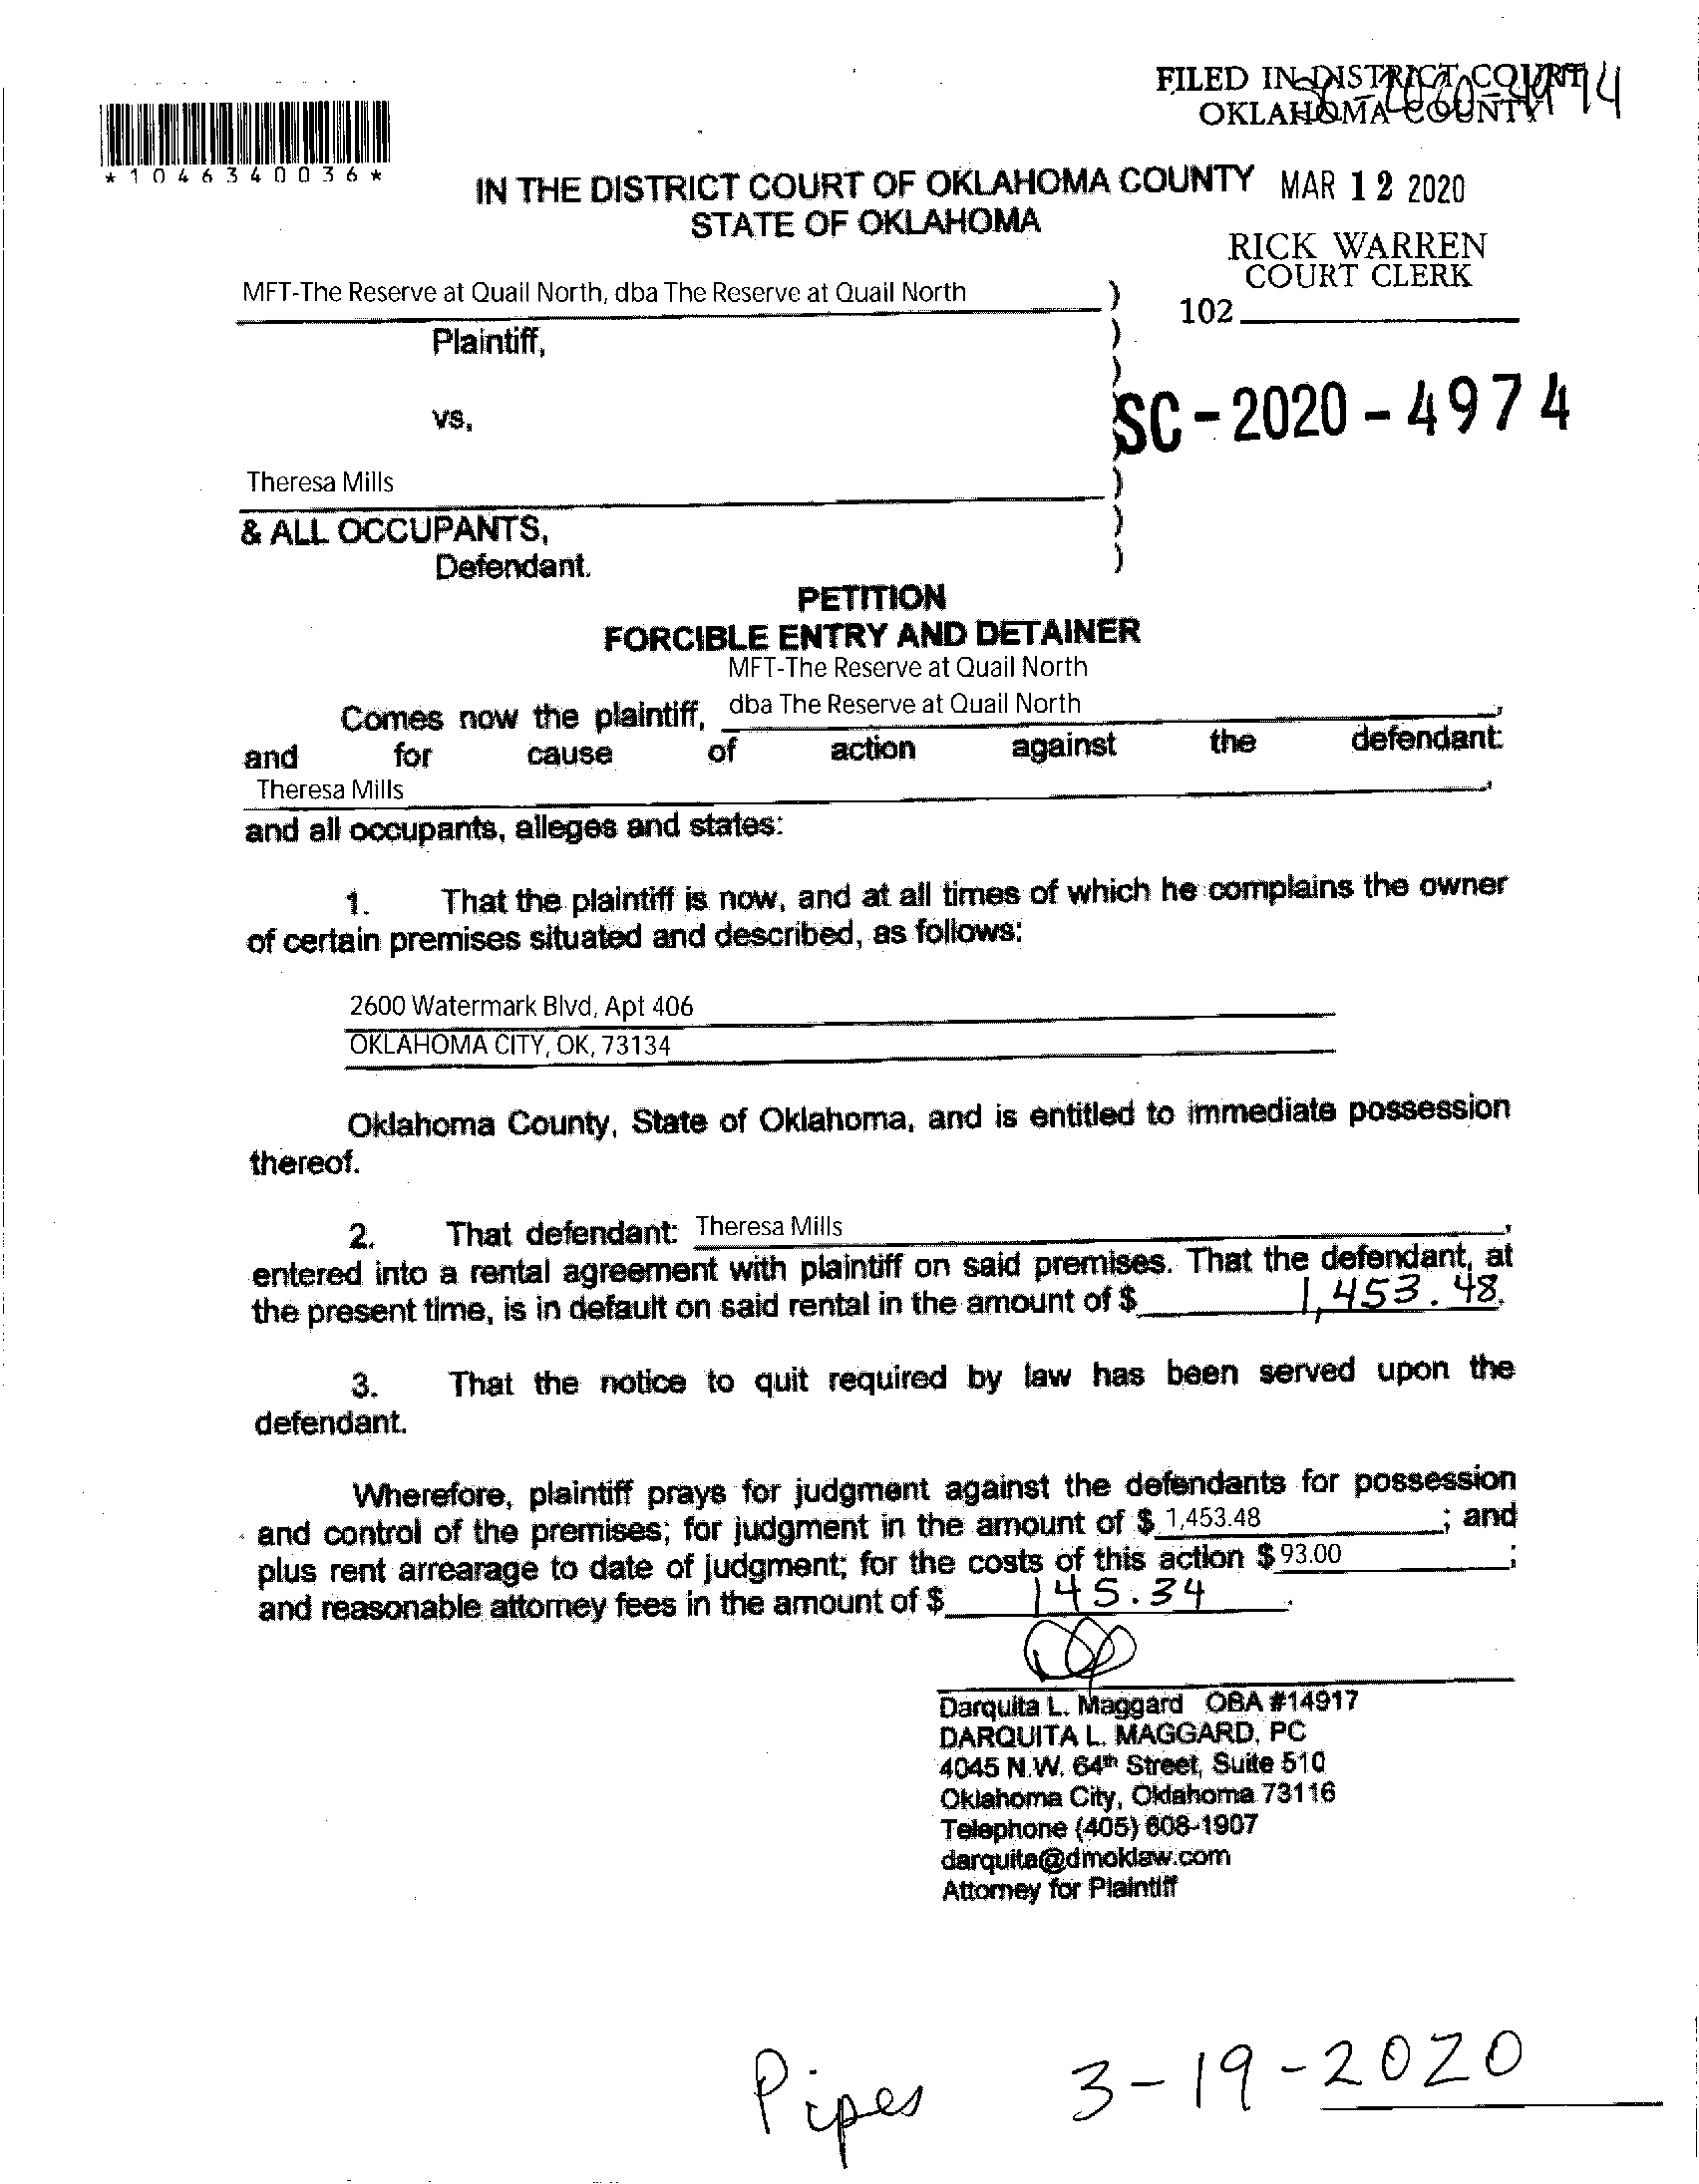 FILED IN DISTRICT COURT
OKLAHOMA COUNTY
SC-2020-4974
*1046340036*
IN THE DISTRICT COURT OF OKLAHOMA COUNTY
MAR 12 2020
STATE OF OKLAHOMA
RICK WARREN
COURT CLERK
MFT-The Reserve at Quail North, dba The Reserve at Quail North )
102
Plaintiff, )
)
vs.
SC-2020-4974
Theresa Mills )
& ALL OCCUPANTS, )
Defendant. )
PETITION
FORCIBLE ENTRY AND DETAINER
MFT-The Reserve at Quail North
Comes now the plaintiff, dba The Reserve at Quail North,
and for cause of action against the defendant:
Theresa Mills,
and all occupants, alleges and states:
1. That the plaintiff is now, and at all times of which he complains the owner
of certain premises situated and described, as follows:
2600 Watermark Blvd, Apt 406
OKLAHOMA CITY, OK, 73134
Oklahoma County, State of Oklahoma, and is entitled to immediate possession
thereof.
2. That defendant: Theresa Mills,
entered into a rental agreement with plaintiff on said premises. That the defendant, at
the present time, is in default on said rental in the amount of $ 1,453.48.
3. That the notice to quit required by law has been served upon the
defendant.
Wherefore, plaintiff prays for judgment against the defendants for possession
and control of the premises; for judgment in the amount of $ 1,453.48; and
plus rent arrearage to date of judgment; for the costs of this action $ 93.00;
and reasonable attorney fees in the amount of $ 145.34.
Darquita L. Maggard OBA #14917
DARQUITA L. MAGGARD, PC
4045 N.W. 64th Street, Suite 510
Oklahoma City, Oklahoma 73116
Telephone (405) 608-1907
darquita@dmoklaw.com
Attorney for Plaintiff
Pipes 3-19-2020